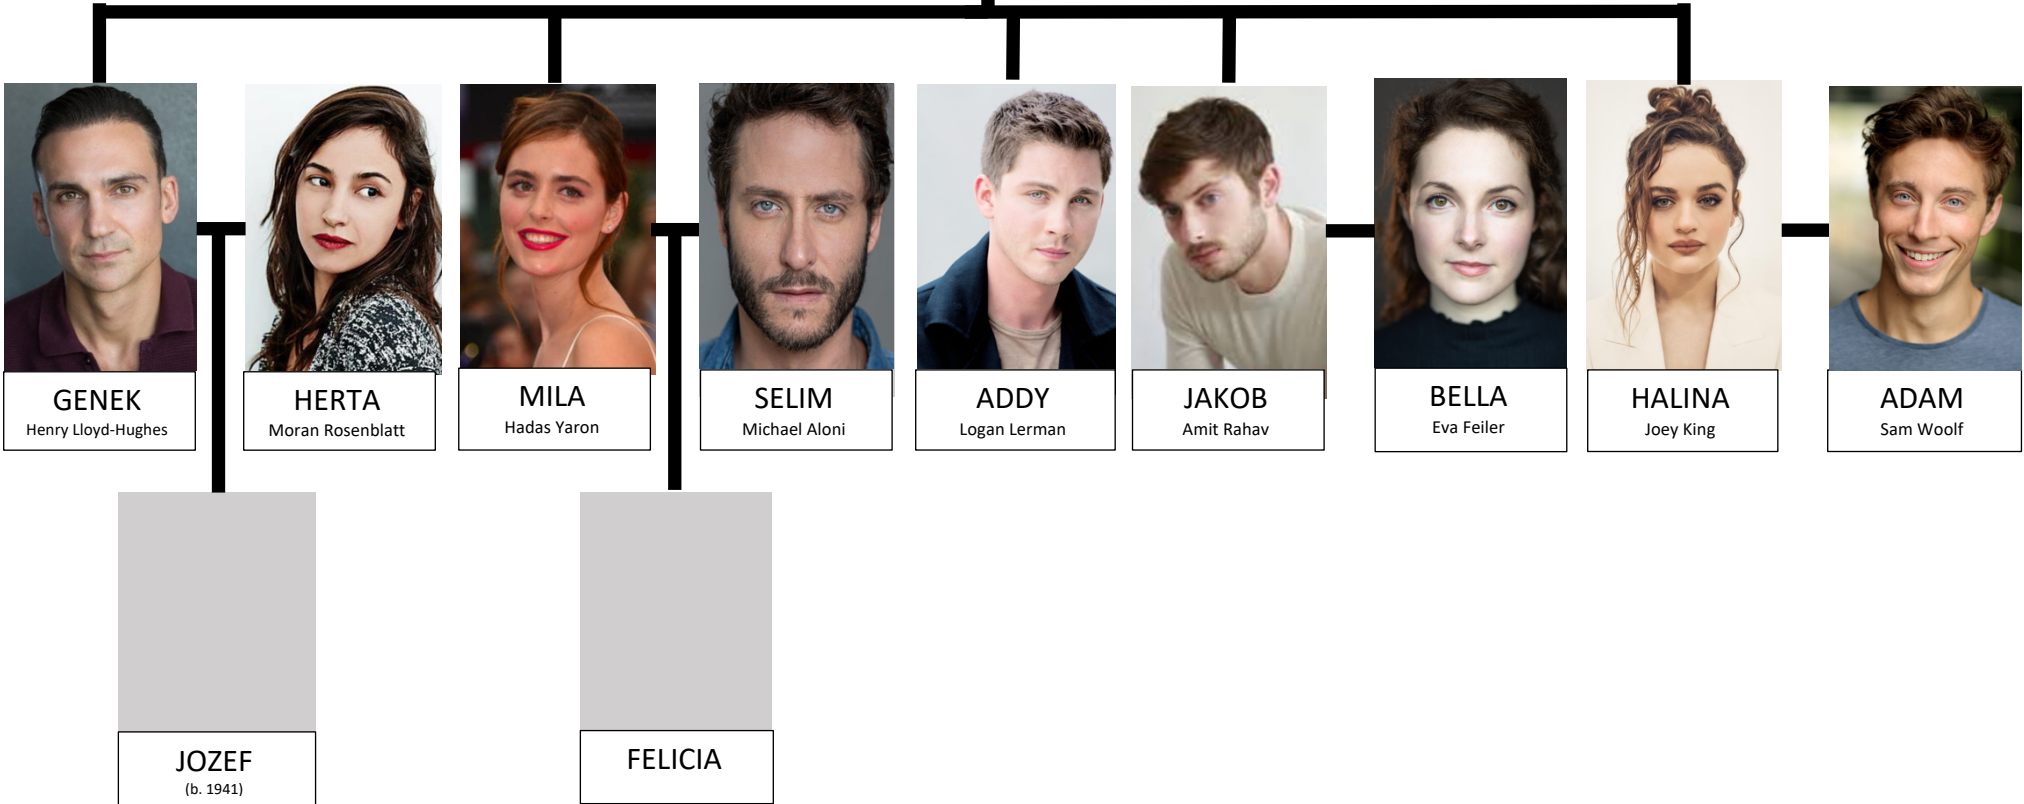 GENEK
Henry Lloyd-Hughes
HERTA
Moran Rosenblatt
MILA
Hadas Yaron
SELIM
Michael Aloni
ADDY
Logan Lerman
JAKOB
Amit Rahav
BELLA
Eva Feiler
HALINA
Joey King
ADAM
Sam Woolf
JOZEF
(b. 1941)
FELICIA